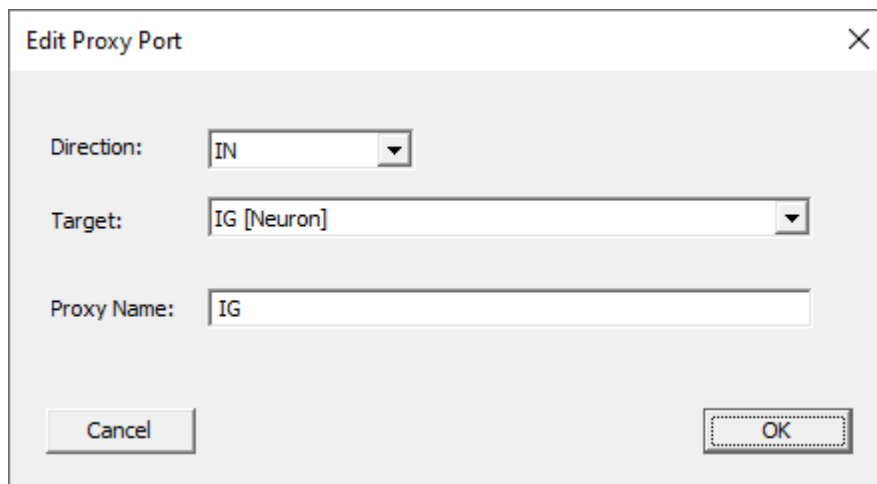 Edit Proxy Port
Direction: IN
Target: IG [Neuron]
Proxy Name: IG
Cancel OK